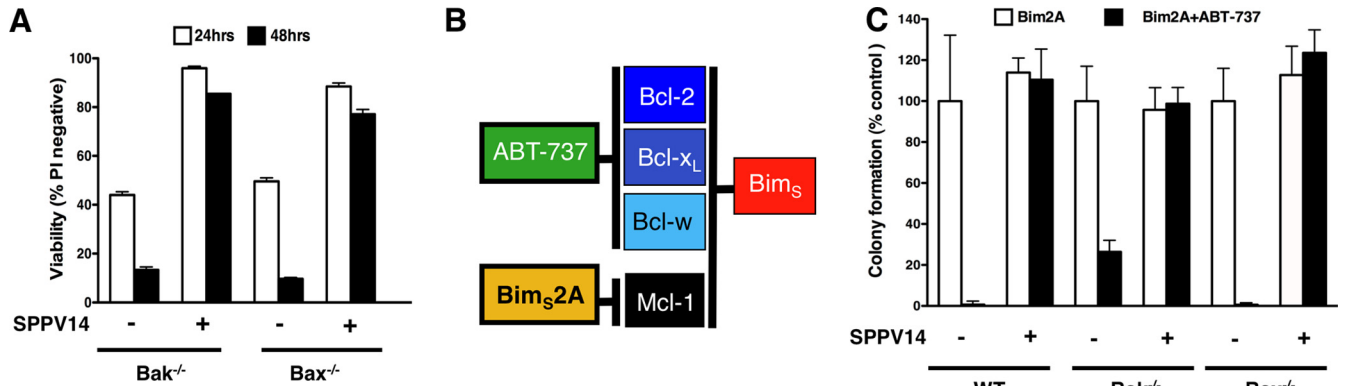 A
24hrs 48hrs
Viability (% PI negative)
100
80
60
40
20
0
SPPV14 - + - +
Bak-/- Bax-/-
B
ABT-737
BimS2A
Bcl-2
Bcl-xL
Bcl-w
Mcl-1
BimS
C
Bim2A Bim2A+ABT-737
Colony formation (% control)
140
120
100
80
60
40
20
0
SPPV14 - + - + - +